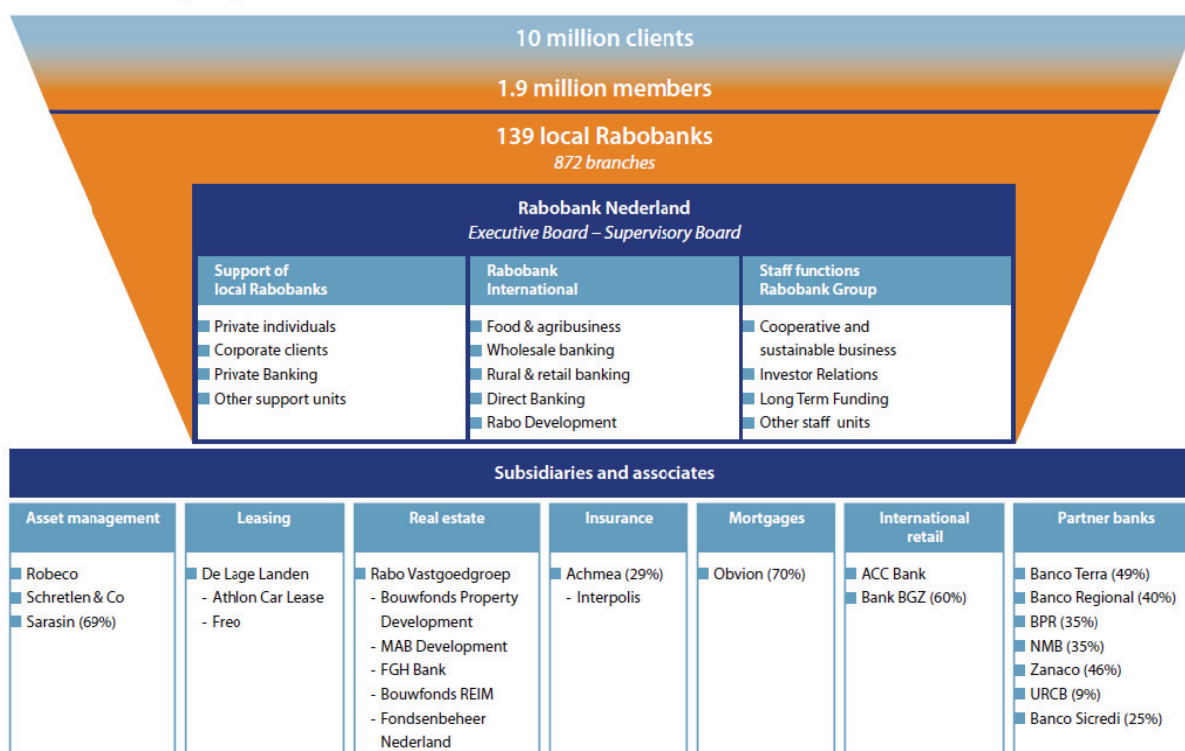 10 million clients
1.9 million members
139 local Rabobanks
872 branches
Rabobank Nederland
Executive Board – Supervisory Board
Support of
local Rabobanks
Private individuals
Corporate clients
Private Banking
Other support units
Rabobank
International
Food & agribusiness
Wholesale banking
Rural & retail banking
Direct Banking
Rabo Development
Staff functions
Rabobank Group
Cooperative and
sustainable business
Investor Relations
Long Term Funding
Other staff units
Subsidiaries and associates
Asset management
Robeco
Schretlen & Co
Sarasin (69%)
Leasing
De Lage Landen
- Athlon Car Lease
- Freo
Real estate
Rabo Vastgoedgroep
- Bouwfonds Property
Development
- MAB Development
- FGH Bank
- Bouwfonds REIM
- Fondsenbeheer
Nederland
Insurance
Achmea (29%)
- Interpolis
Mortgages
Obvion (70%)
International
retail
ACC Bank
Bank BGZ (60%)
Partner banks
Banco Terra (49%)
Banco Regional (40%)
BPR (35%)
NMB (35%)
Zanaco (46%)
URCB (9%)
Banco Sicredi (25%)